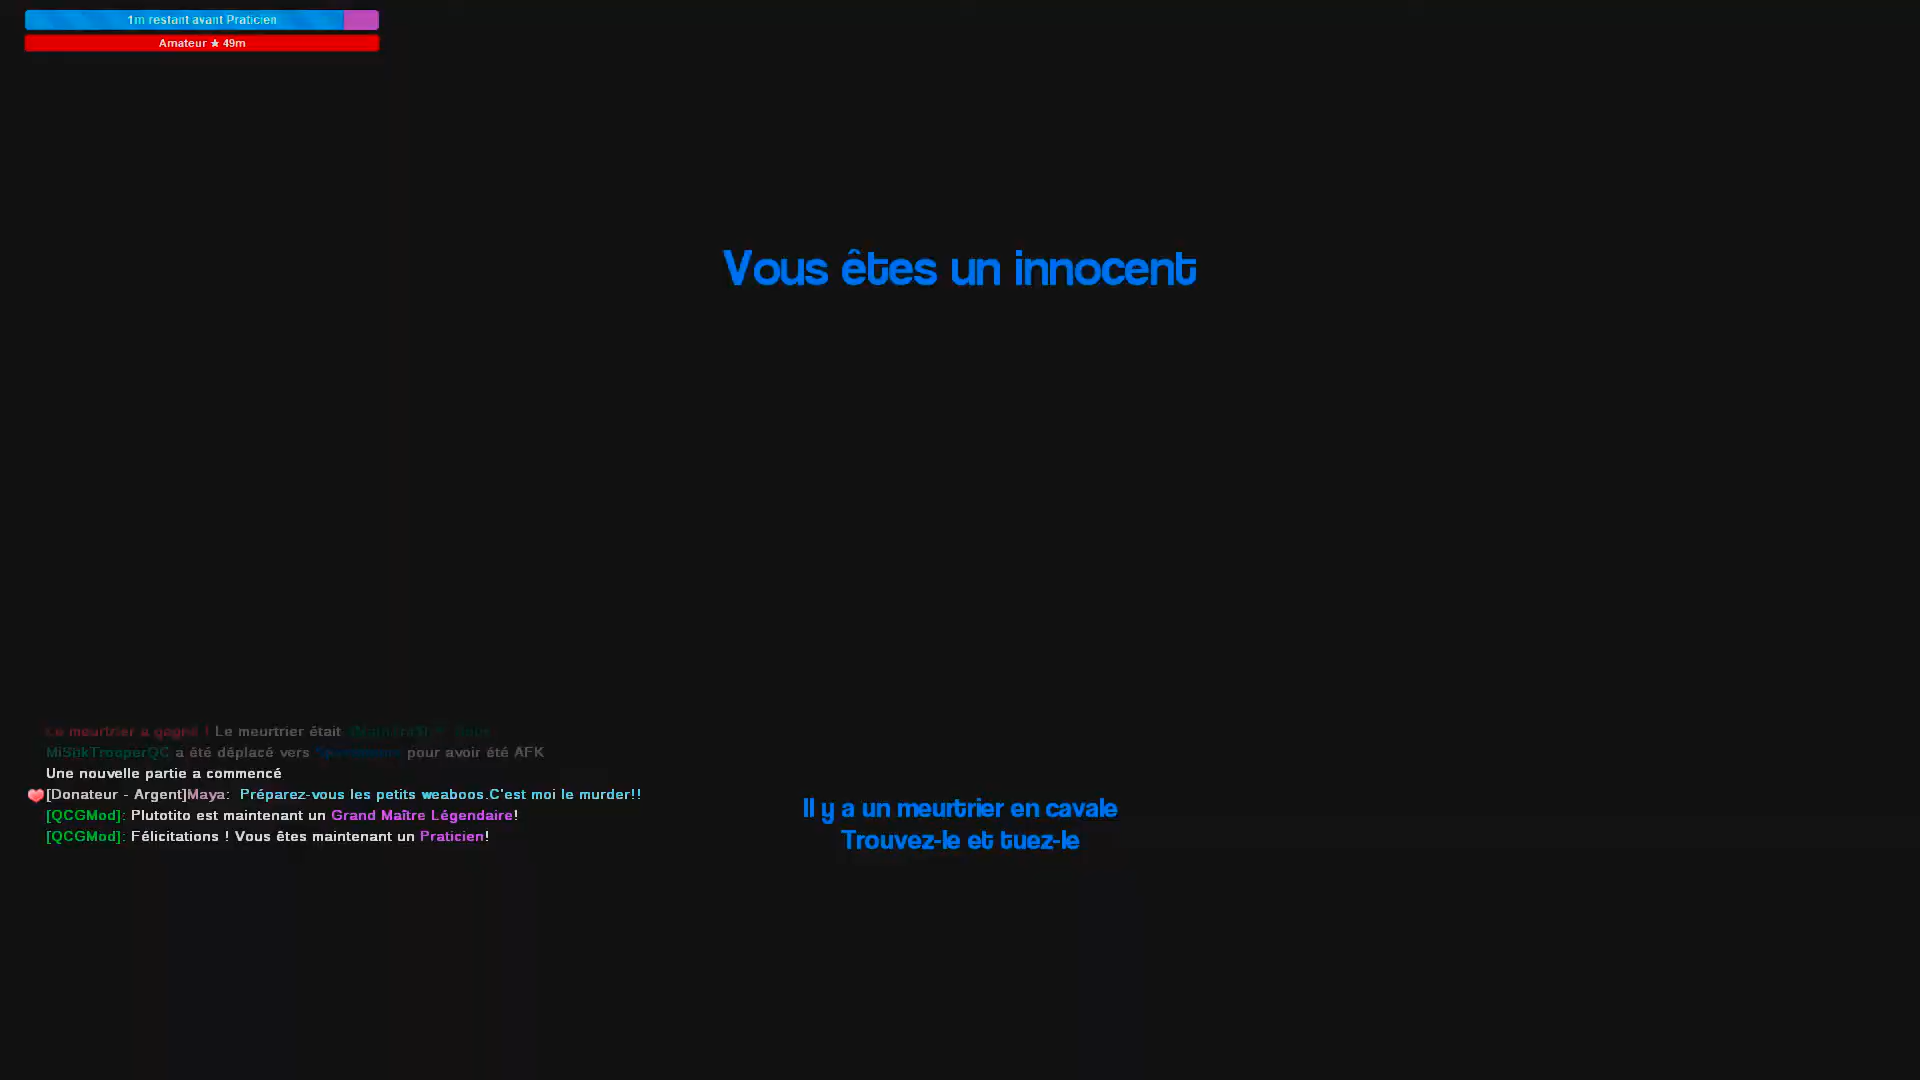 1m restant avant Praticien
Amateur ★ 49m
Vous êtes un innocent
Le meurtrier a gagné ! Le meurtrier était
MiStikTrooperQC a été déplacé vers pour avoir été AFK
Une nouvelle partie a commencé
[Donateur - Argent]Maya: Préparez-vous les petits weaboos.C'est moi le murder!!
[QCGMod]: Plutotito est maintenant un Grand Maître Légendaire!
[QCGMod]: Félicitations ! Vous êtes maintenant un Praticien!
Il y a un meurtrier en cavale
Trouvez-le et tuez-le